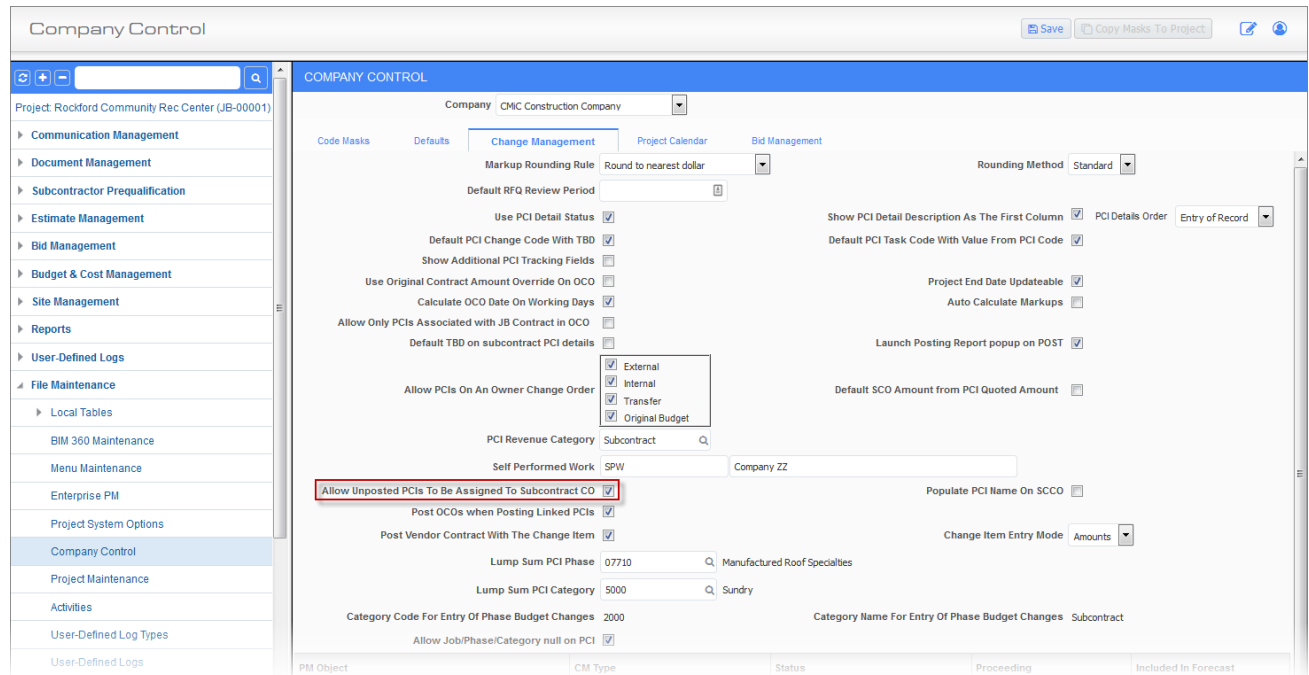 Company Control
Save Copy Masks To Project
COMPANY CONTROL
Project: Rockford Community Rec Center (JB-00001)
Communication Management
Document Management
Subcontractor Prequalification
Estimate Management
Bid Management
Budget & Cost Management
Site Management
Reports
User-Defined Logs
File Maintenance
Local Tables
BIM 360 Maintenance
Menu Maintenance
Enterprise PM
Project System Options
Company Control
Project Maintenance
Activities
User-Defined Log Types
User-Defined Logs
Company CMiC Construction Company
Code Masks Defaults Change Management Project Calendar Bid Management
Markup Rounding Rule Round to nearest dollar Rounding Method Standard
Default RFQ Review Period
Use PCI Detail Status Show PCI Detail Description As The First Column PCI Details Order Entry of Record
Default PCI Change Code With TBD Default PCI Task Code With Value From PCI Code
Show Additional PCI Tracking Fields
Use Original Contract Amount Override On OCO Project End Date Updateable
Calculate OCO Date On Working Days Auto Calculate Markups
Allow Only PCIs Associated with JB Contract in OCO
Default TBD on subcontract PCI details Launch Posting Report popup on POST
External
Internal
Allow PCIs On An Owner Change Order Default SCO Amount from PCI Quoted Amount
Transfer
Original Budget
PCI Revenue Category Subcontract
Self Performed Work SPW Company ZZ
Allow Unposted PCIs To Be Assigned To Subcontract CO Populate PCI Name On SCCO
Post OCOs when Posting Linked PCIs
Post Vendor Contract With The Change Item Change Item Entry Mode Amounts
Lump Sum PCI Phase 07710 Manufactured Roof Specialties
Lump Sum PCI Category 5000 Sundry
Category Code For Entry Of Phase Budget Changes 2000 Category Name For Entry Of Phase Budget Changes Subcontract
Allow Job/Phase/Category null on PCI
PM Object CM Type Status Proceeding Included In Forecast